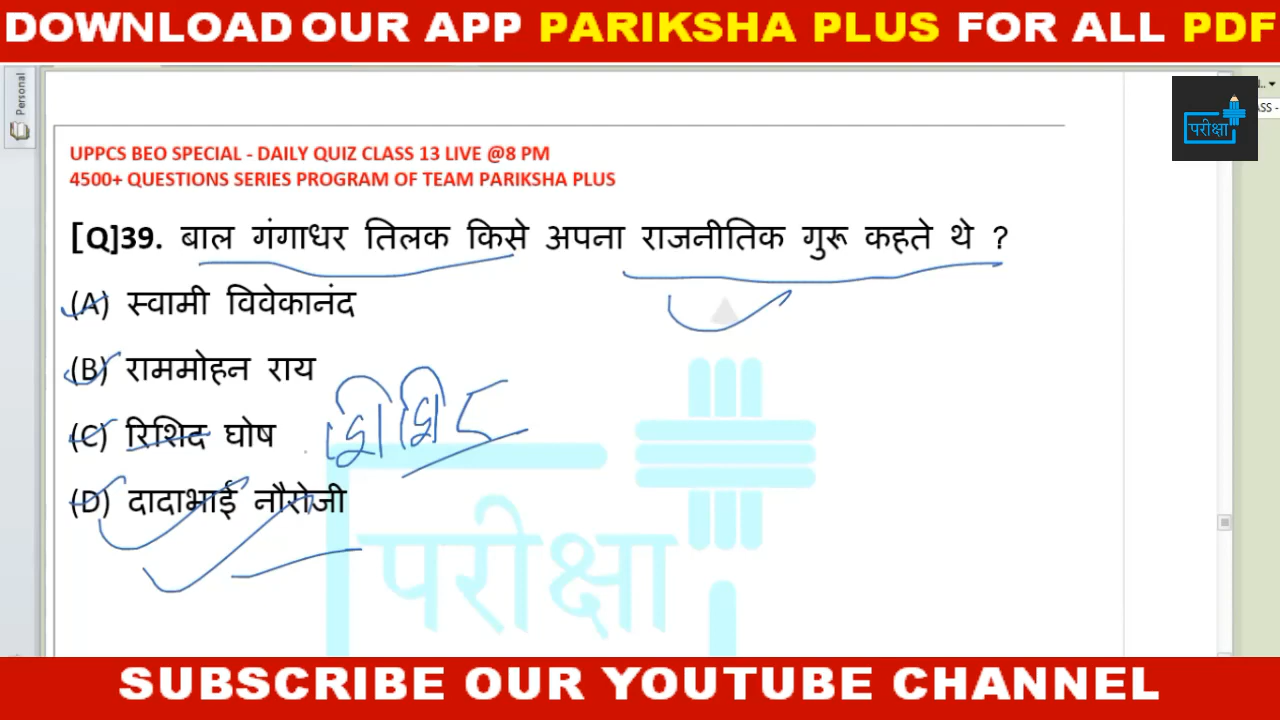 DOWNLOAD OUR APP PARIKSHA PLUS FOR ALL PDF
Personal
परीक्षा
ASS -
UPPCS BEO SPECIAL - DAILY QUIZ CLASS 13 LIVE @8 PM
4500+ QUESTIONS SERIES PROGRAM OF TEAM PARIKSHA PLUS
[Q]39. बाल गंगाधर तिलक किसे अपना राजनीतिक गुरू कहते थे ?
(A) स्वामी विवेकानंद
(B) राममोहन राय
(C) रिशिद घोष
(D) दादाभाई नौरोजी
परीक्षा
SUBSCRIBE OUR YOUTUBE CHANNEL